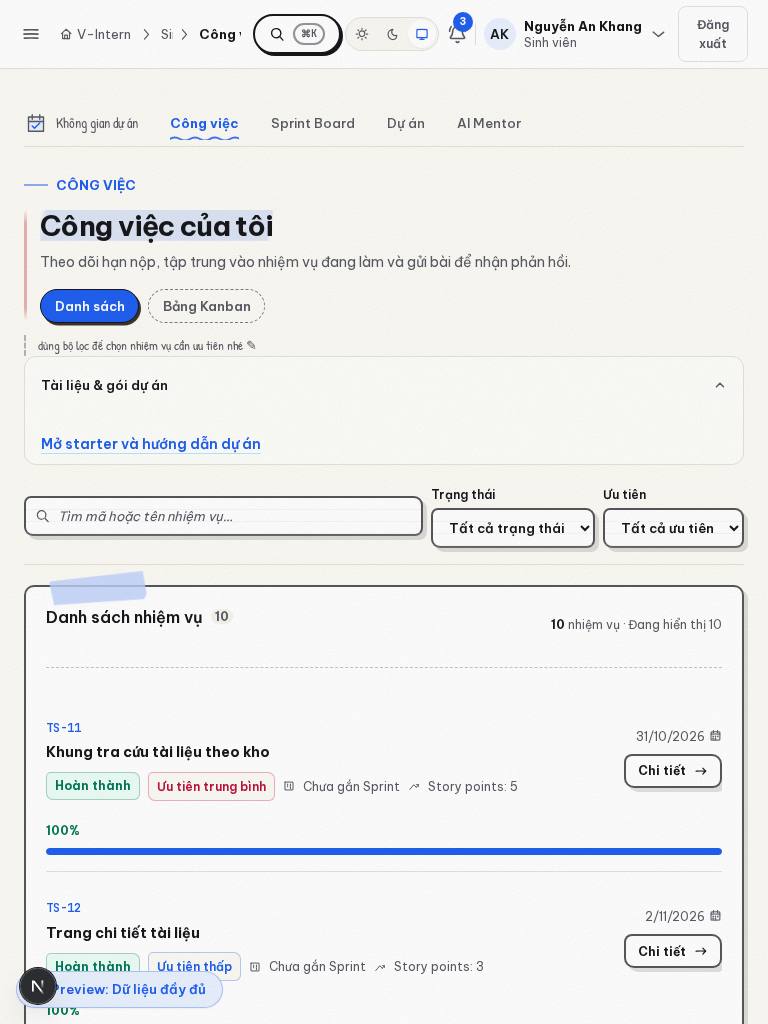 V-Intern
Công
⌘K
3
AK
Nguyễn An Khang
Sinh viên
Đăng
xuất
Không gian dự án
Công việc
Sprint Board
Dự án
AI Mentor
CÔNG VIỆC
Công việc của tôi
Theo dõi hạn nộp, tập trung vào nhiệm vụ đang làm và gửi bài để nhận phản hồi.
Danh sách
Bảng Kanban
dùng bộ lọc để chọn nhiệm vụ cần ưu tiên nhé ✎
Tài liệu & gói dự án
Mở starter và hướng dẫn dự án
Trạng thái
Ưu tiên
Tìm mã hoặc tên nhiệm vụ...
Tất cả trạng thái
Tất cả ưu tiên
Danh sách nhiệm vụ 10
10 nhiệm vụ · Đang hiển thị 10
TS-11
31/10/2026
Khung tra cứu tài liệu theo kho
Chi tiết →
Hoàn thành
Ưu tiên trung bình
Chưa gắn Sprint
Story points: 5
100%
TS-12
2/11/2026
Trang chi tiết tài liệu
Chi tiết →
Hoàn thành
Ưu tiên thấp
Chưa gắn Sprint
Story points: 3
N
Preview: Dữ liệu đầy đủ
100%